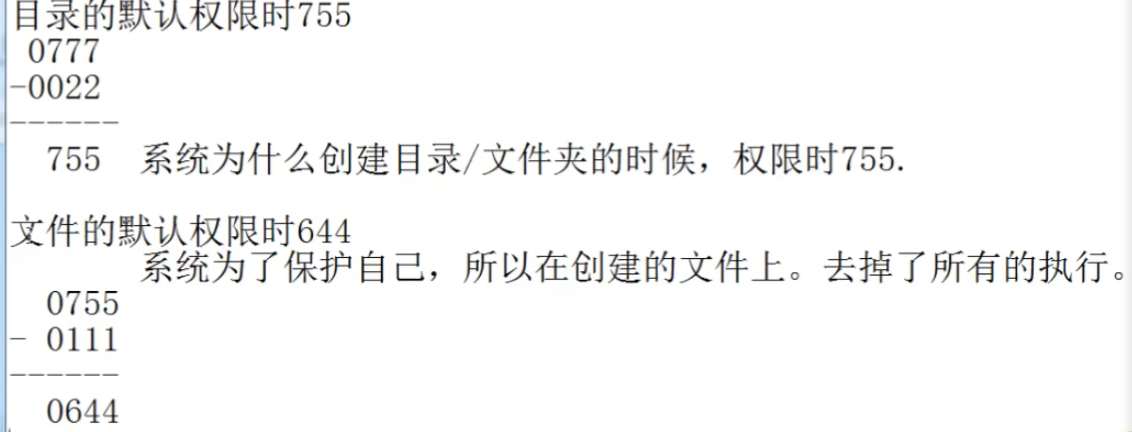 目录的默认权限时755
0777
-0022
------
755 系统为什么创建目录/文件夹的时候，权限时755.
文件的默认权限时644
系统为了保护自己，所以在创建的文件上。去掉了所有的执行。
0755
- 0111
------
0644